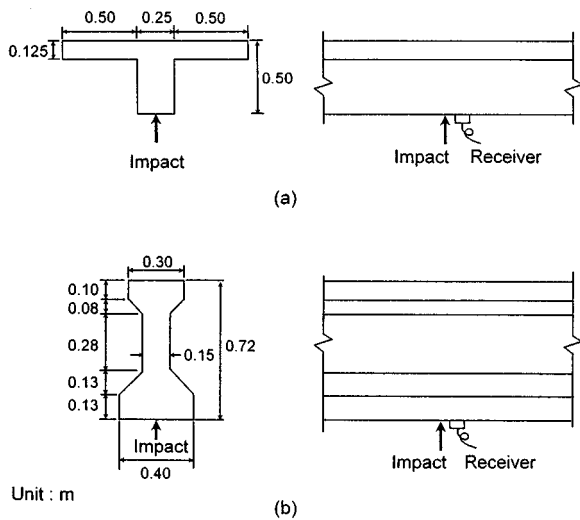 0.50 0.25 0.50
0.125
0.50
Impact
Impact Receiver
(a)
0.30
0.10
0.08
0.28
0.15
0.72
0.13
0.13
Impact
0.40
Impact Receiver
Unit : m
(b)